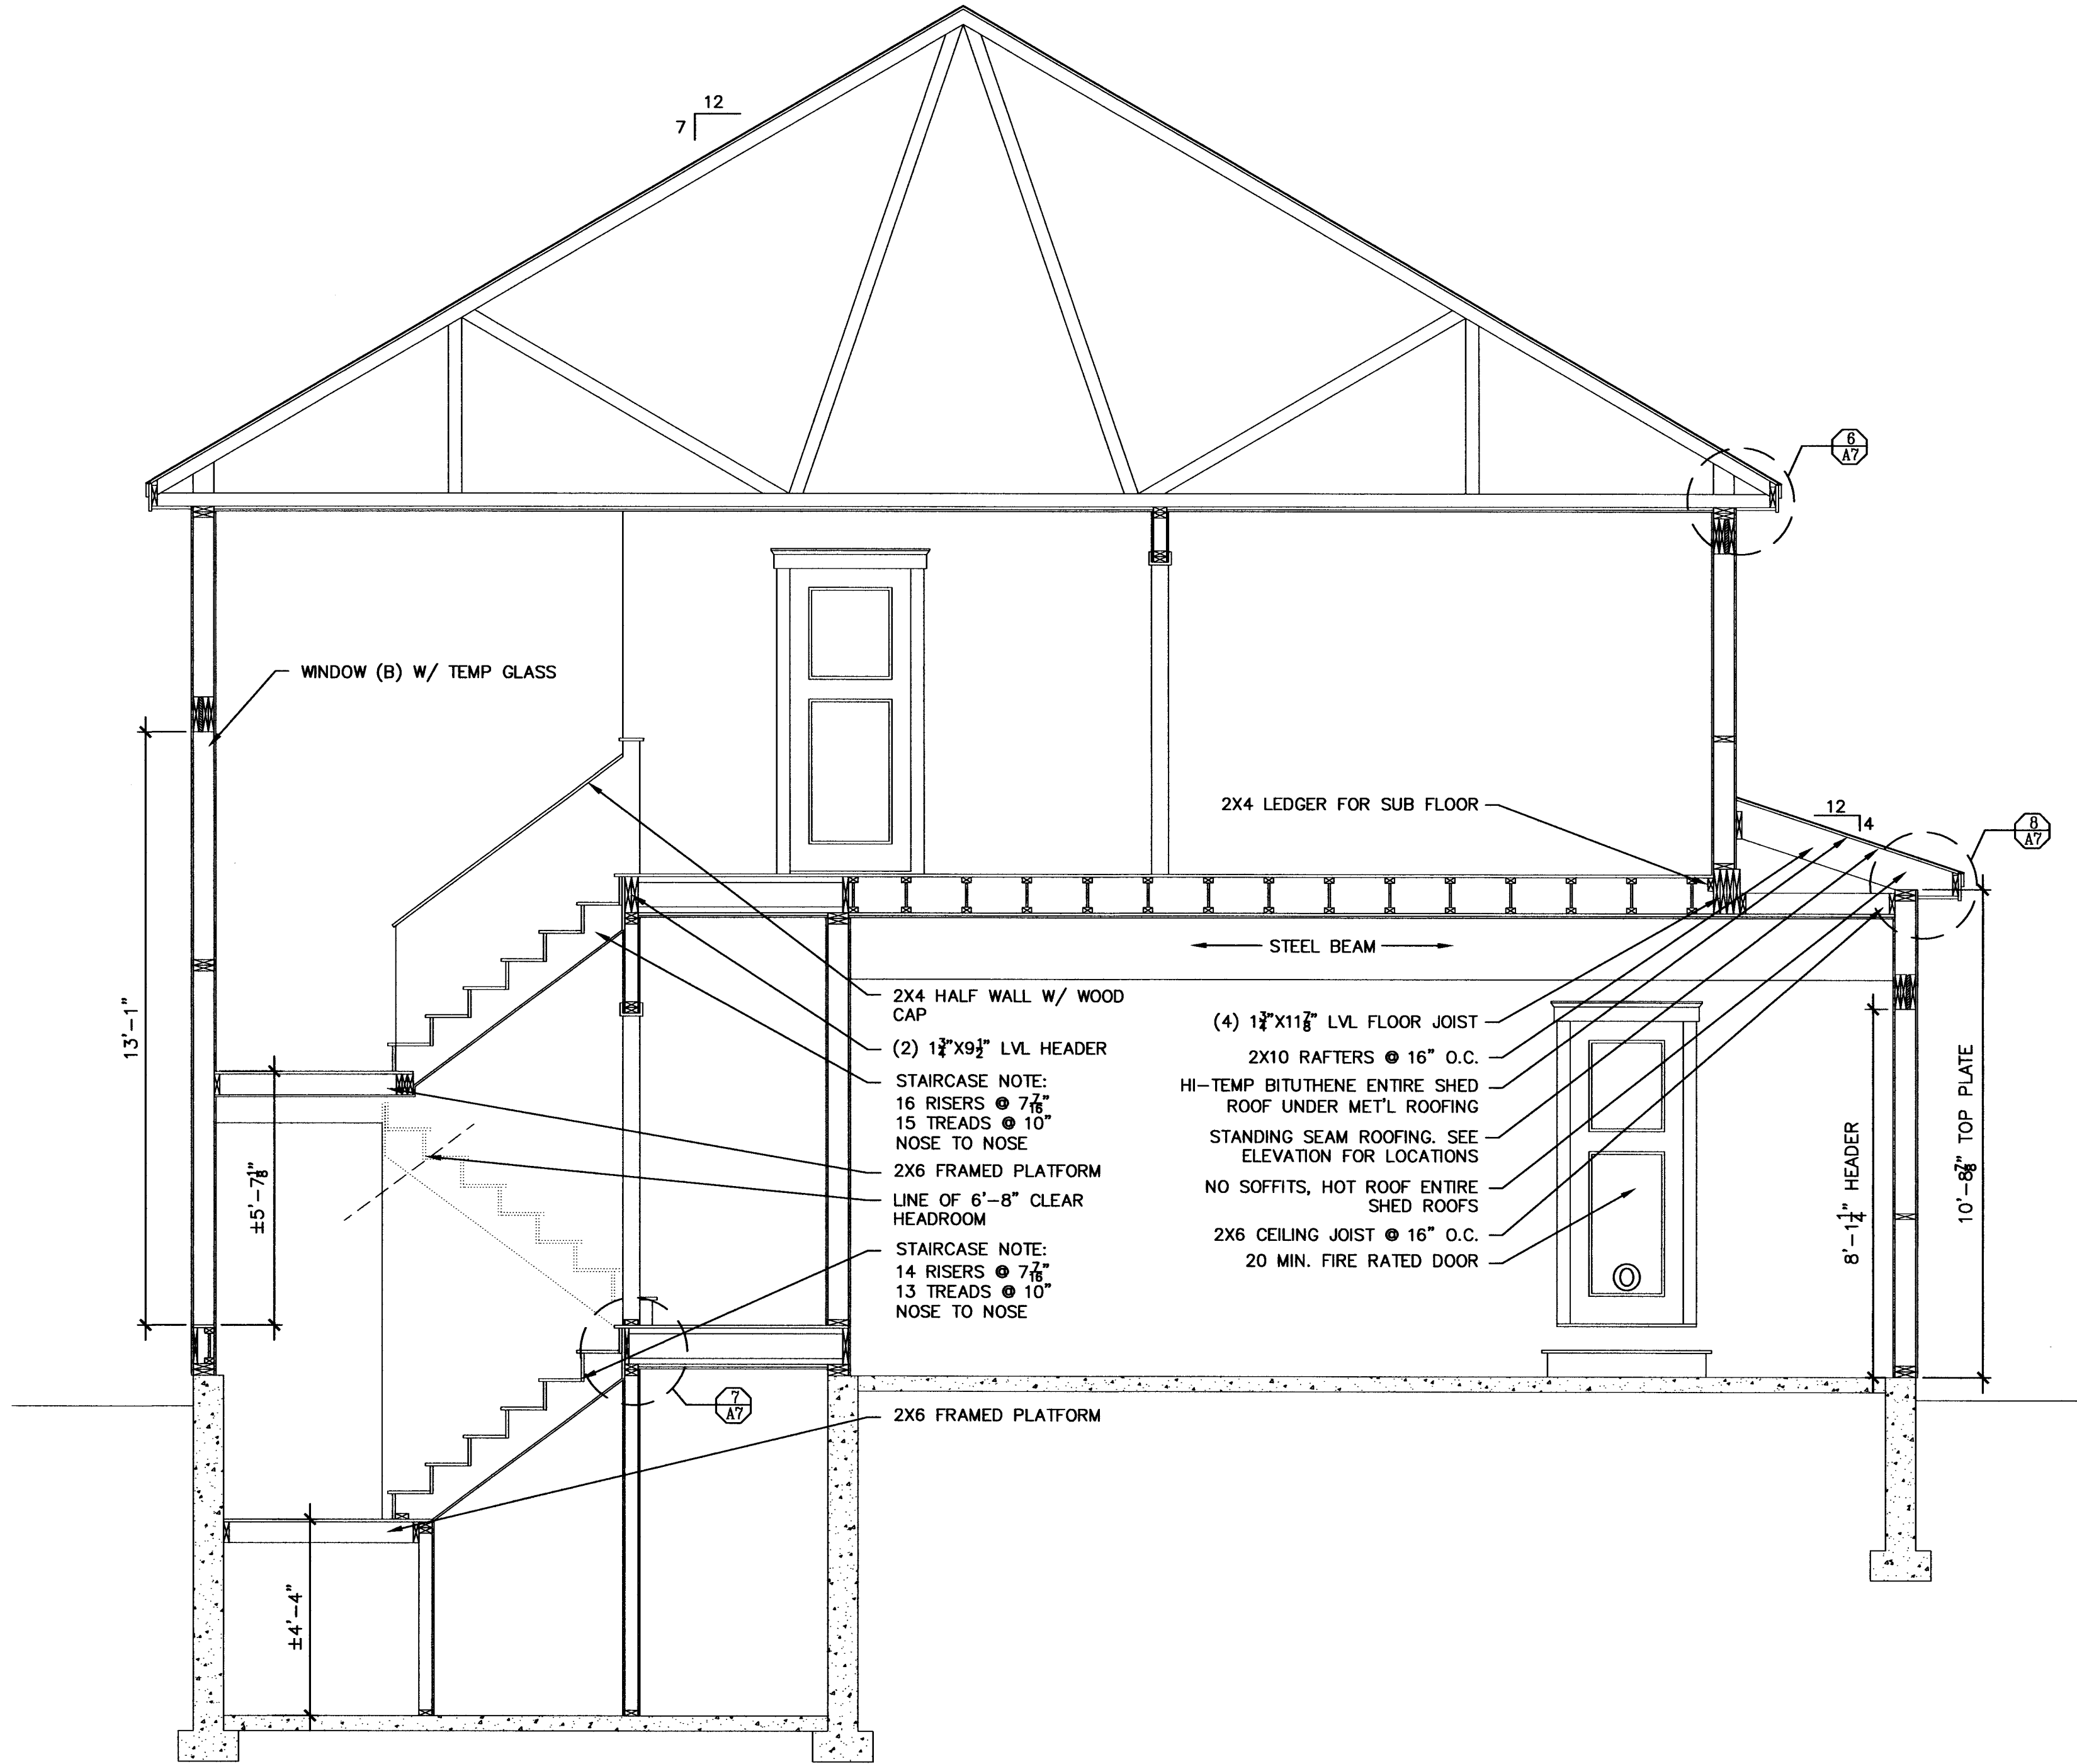 12
7
6
A7
WINDOW (B) W/ TEMP GLASS
2X4 LEDGER FOR SUB FLOOR
12
4
8
A7
STEEL BEAM
13'-1"
±5'-7⅛"
±4'-4"
2X4 HALF WALL W/ WOOD
CAP
(2) 1¾"X9½" LVL HEADER
STAIRCASE NOTE:
16 RISERS @ 7 7/16"
15 TREADS @ 10"
NOSE TO NOSE
2X6 FRAMED PLATFORM
LINE OF 6'-8" CLEAR
HEADROOM
STAIRCASE NOTE:
14 RISERS @ 7 7/16"
13 TREADS @ 10"
NOSE TO NOSE
(4) 1¾"X11⅞" LVL FLOOR JOIST
2X10 RAFTERS @ 16" O.C.
HI-TEMP BITUTHENE ENTIRE SHED
ROOF UNDER MET'L ROOFING
STANDING SEAM ROOFING. SEE
ELEVATION FOR LOCATIONS
NO SOFFITS, HOT ROOF ENTIRE
SHED ROOFS
2X6 CEILING JOIST @ 16" O.C.
20 MIN. FIRE RATED DOOR
8'-1¼" HEADER
10'-8⅞" TOP PLATE
7
A7
2X6 FRAMED PLATFORM